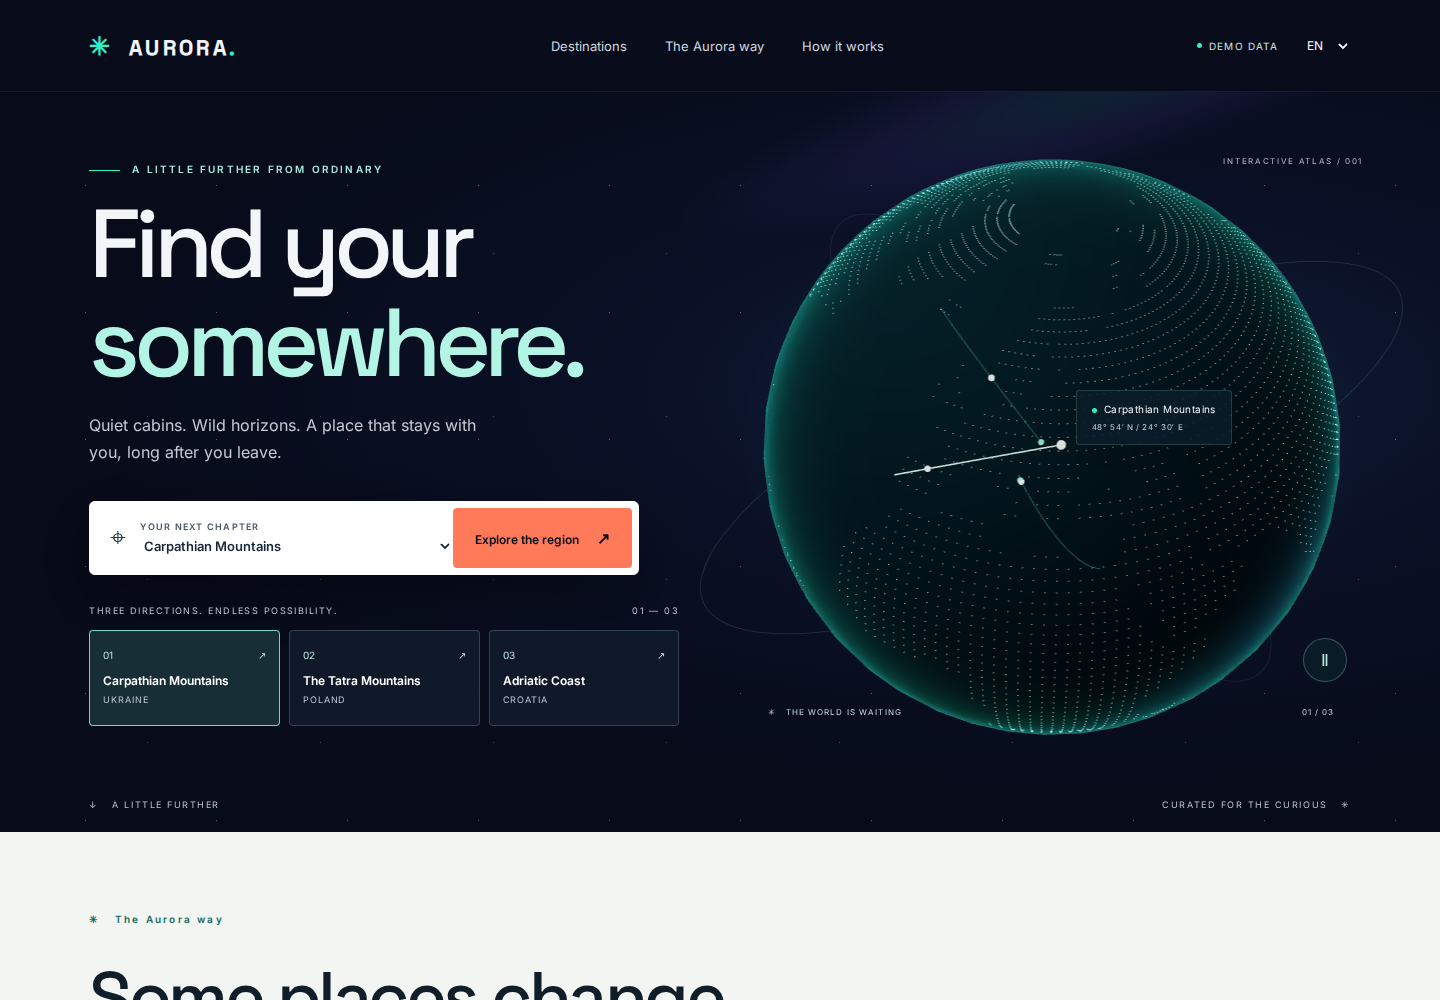 AURORA.
Destinations
The Aurora way
How it works
DEMO DATA
EN
A LITTLE FURTHER FROM ORDINARY
INTERACTIVE ATLAS / 001
Find your
somewhere.
Quiet cabins. Wild horizons. A place that stays with
you, long after you leave.
Carpathian Mountains
48° 54′ N / 24° 30′ E
YOUR NEXT CHAPTER
Carpathian Mountains
Explore the region ↗
THREE DIRECTIONS. ENDLESS POSSIBILITY.
01 — 03
01 ↗
Carpathian Mountains
UKRAINE
02 ↗
The Tatra Mountains
POLAND
03 ↗
Adriatic Coast
CROATIA
THE WORLD IS WAITING
01 / 03
↓ A LITTLE FURTHER
CURATED FOR THE CURIOUS
The Aurora way
Some places change